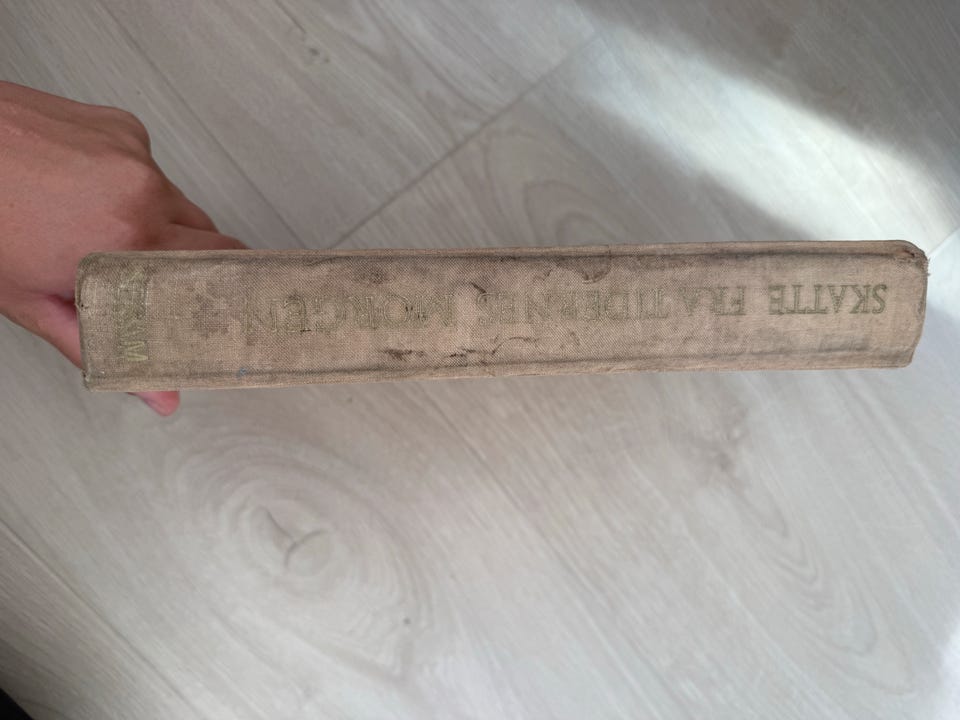 SKATTE FRA TIDERNES MORGEN